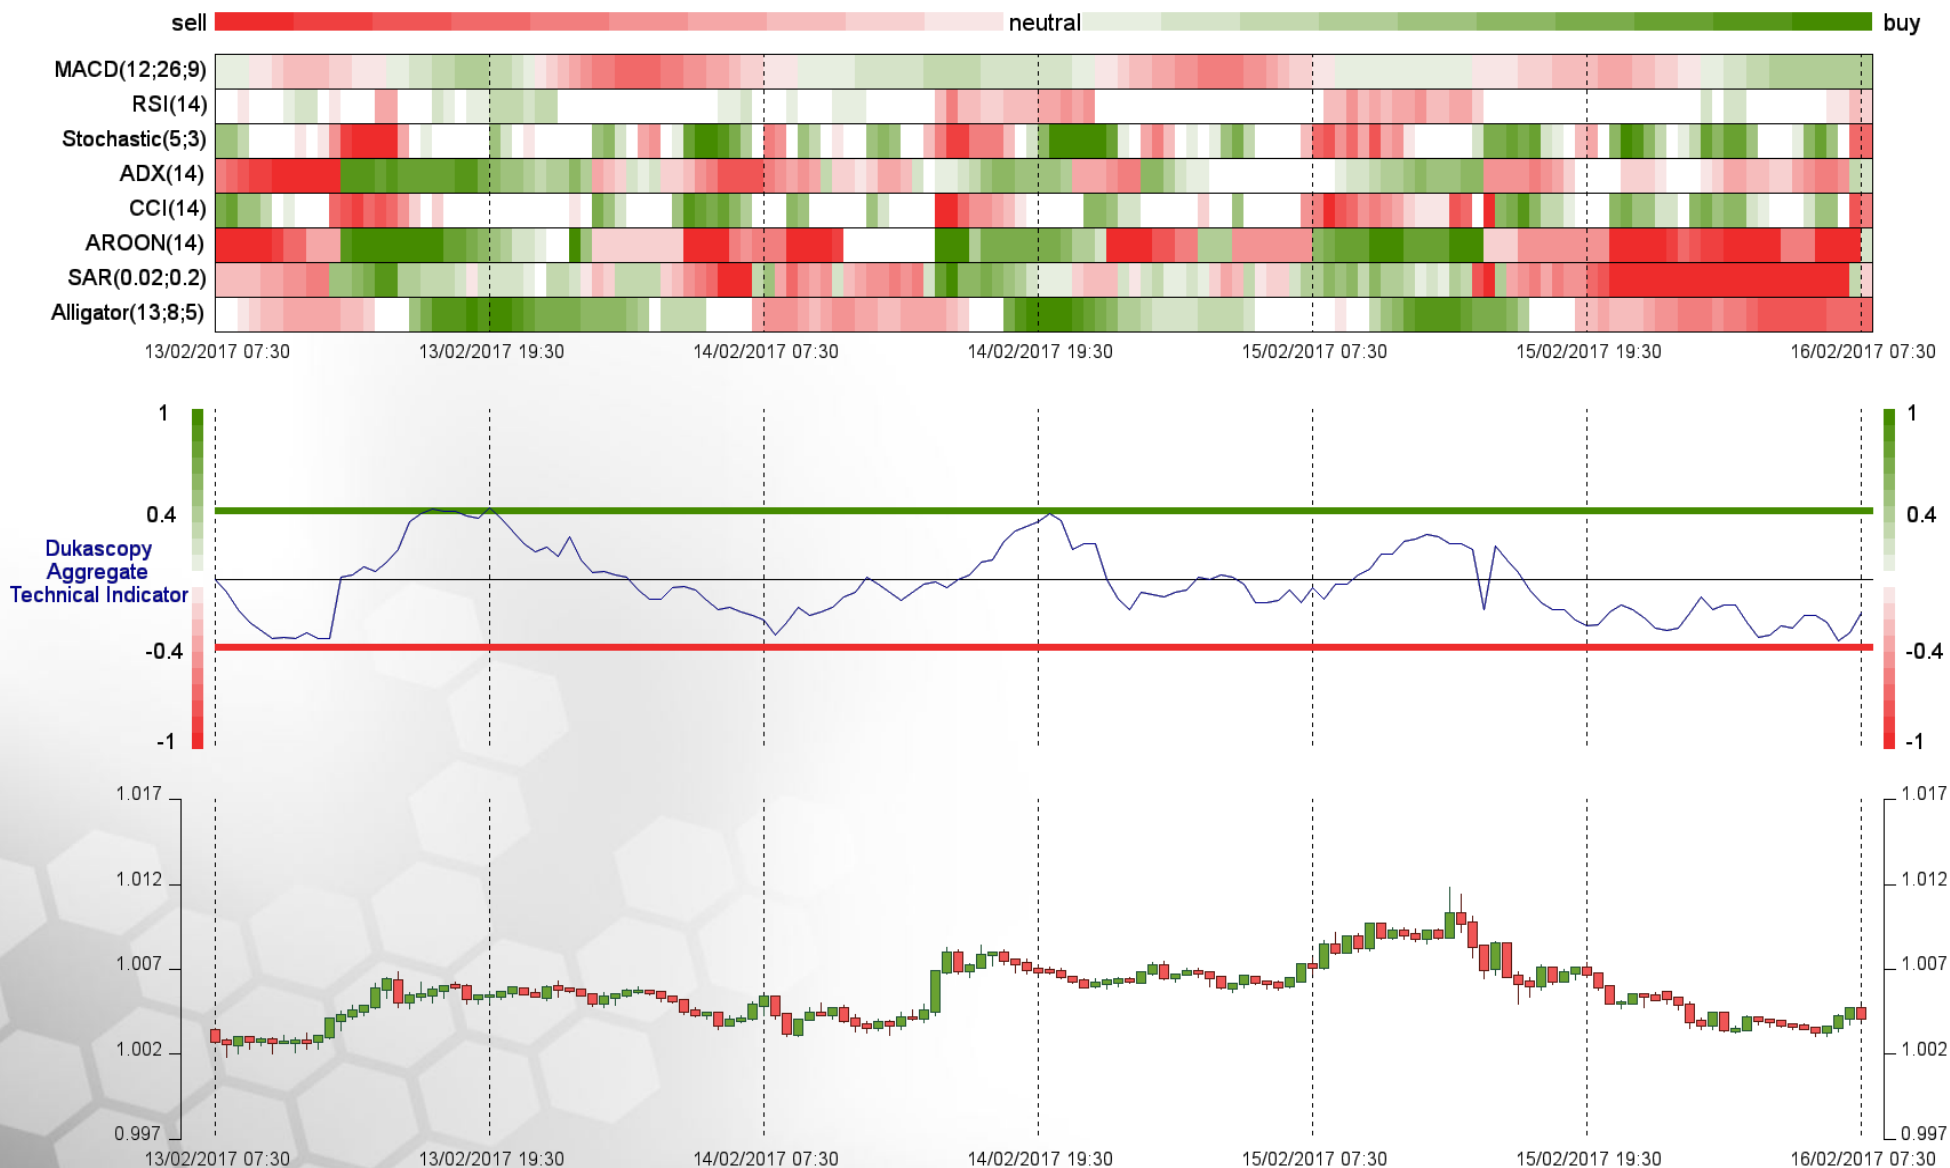 sell neutral buy
MACD(12;26;9)
RSI(14)
Stochastic(5;3)
ADX(14)
CCI(14)
AROON(14)
SAR(0.02;0.2)
Alligator(13;8;5)
13/02/2017 07:30 13/02/2017 19:30 14/02/2017 07:30 14/02/2017 19:30 15/02/2017 07:30 15/02/2017 19:30 16/02/2017 07:30
1 1
0.4 0.4
Dukascopy
Aggregate
Technical Indicator
-0.4 -0.4
-1 -1
1.017 1.017
1.012 1.012
1.007 1.007
1.002 1.002
0.997 0.997
13/02/2017 07:30 13/02/2017 19:30 14/02/2017 07:30 14/02/2017 19:30 15/02/2017 07:30 15/02/2017 19:30 16/02/2017 07:30